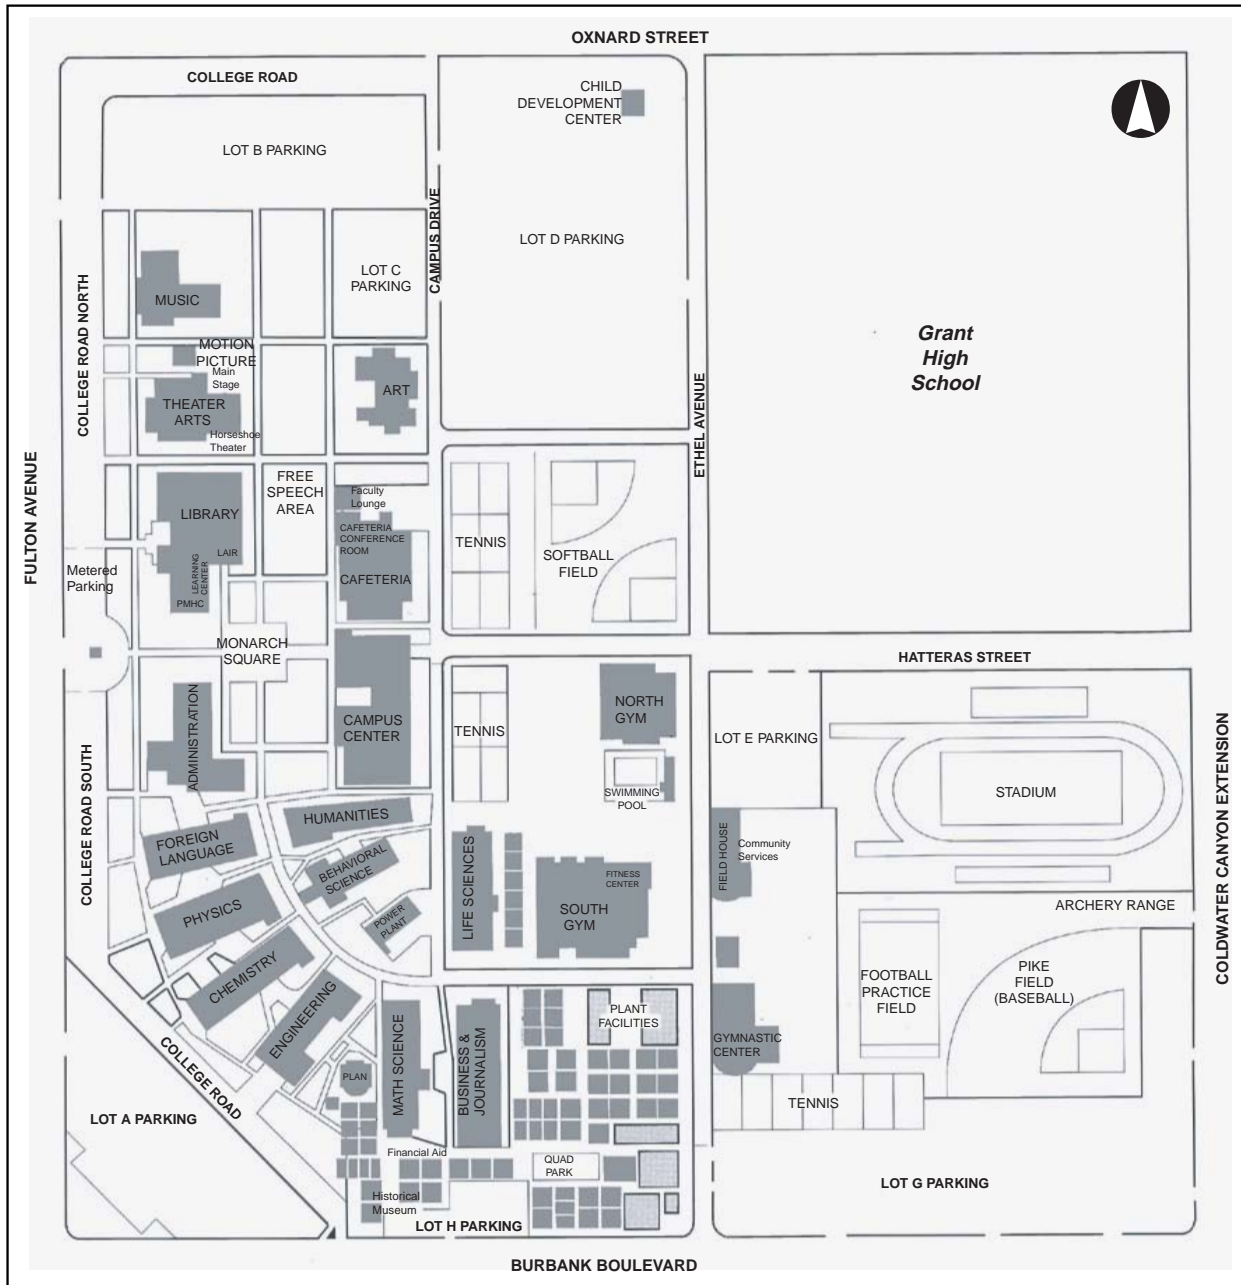 OXNARD STREET
COLLEGE ROAD
CHILD
DEVELOPMENT
CENTER
LOT B PARKING
CAMPUS DRIVE
LOT D PARKING
LOT C
PARKING
COLLEGE ROAD NORTH
MUSIC
Grant
High
School
MOTION
PICTURE
Main
Stage
ART
THEATER
ARTS
Horseshoe
Theater
ETHEL AVENUE
FULTON AVENUE
FREE
SPEECH
AREA
Faculty
Lounge
LIBRARY
CAFETERIA
CONFERENCE
ROOM
TENNIS
SOFTBALL
FIELD
LAIR
LEARNING
CENTER
PMHC
CAFETERIA
Metered
Parking
MONARCH
SQUARE
HATTERAS STREET
ADMINISTRATION
CAMPUS
CENTER
TENNIS
NORTH
GYM
LOT E PARKING
SWIMMING
POOL
STADIUM
COLDWATER CANYON EXTENSION
COLLEGE ROAD SOUTH
HUMANITIES
FOREIGN
LANGUAGE
BEHAVIORAL
SCIENCE
LIFE SCIENCES
FITNESS
CENTER
SOUTH
GYM
FIELD HOUSE
Community
Services
ARCHERY RANGE
PHYSICS
POWER
PLANT
CHEMISTRY
ENGINEERING
FOOTBALL
PRACTICE
FIELD
PIKE
FIELD
(BASEBALL)
PLANT
FACILITIES
GYMNASTIC
CENTER
COLLEGE ROAD
PLAN
MATH SCIENCE
BUSINESS &
JOURNALISM
TENNIS
LOT A PARKING
Financial Aid
QUAD
PARK
Historical
Museum
LOT H PARKING
LOT G PARKING
BURBANK BOULEVARD